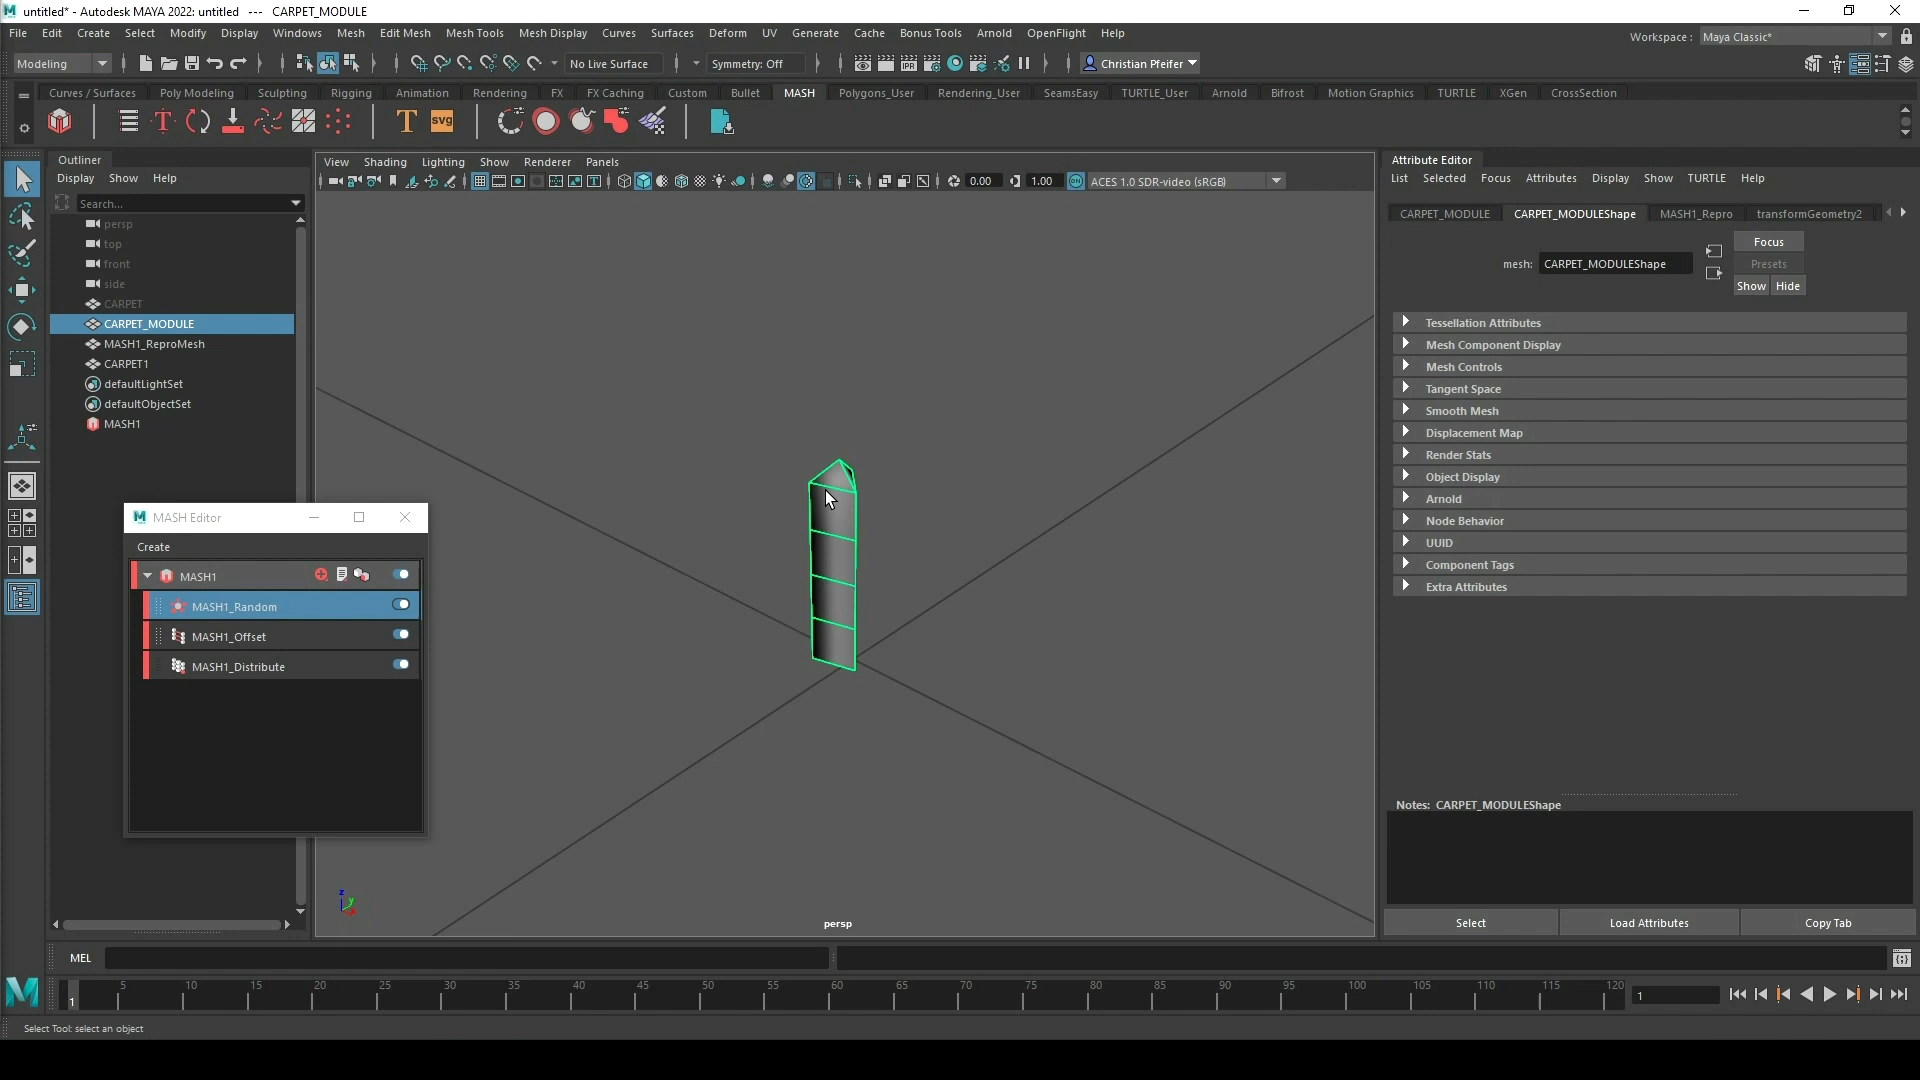 untitled* - Autodesk MAYA 2022: untitled --- CARPET_MODULE
File Edit Create Select Modify Display Windows Mesh Edit Mesh Mesh Tools Mesh Display Curves Surfaces Deform UV Generate Cache Bonus Tools Arnold OpenFlight Help
Workspace : Maya Classic*
Modeling No Live Surface Symmetry: Off IPR Christian Pfeifer
Curves / Surfaces Poly Modeling Sculpting Rigging Animation Rendering FX FX Caching Custom Bullet MASH Polygons_User Rendering_User SeamsEasy TURTLE_User Arnold Bifrost Motion Graphics TURTLE XGen CrossSection
T svg
Outliner
Display Show Help
Search...
persp
top
front
side
CARPET
CARPET_MODULE
MASH1_ReproMesh
CARPET1
defaultLightSet
defaultObjectSet
MASH1
View Shading Lighting Show Renderer Panels
0.00 1.00 ON ACES 1.0 SDR-video (sRGB)
z
y
x
persp
MASH Editor
Create
MASH1
MASH1_Random
MASH1_Offset
MASH1_Distribute
Attribute Editor
List Selected Focus Attributes Display Show TURTLE Help
CARPET_MODULE CARPET_MODULEShape MASH1_Repro transformGeometry2
mesh: CARPET_MODULEShape
Focus
Presets
Show Hide
Tessellation Attributes
Mesh Component Display
Mesh Controls
Tangent Space
Smooth Mesh
Displacement Map
Render Stats
Object Display
Arnold
Node Behavior
UUID
Component Tags
Extra Attributes
Notes: CARPET_MODULEShape
Select Load Attributes Copy Tab
MEL
1 5 10 15 20 25 30 35 40 45 50 55 60 65 70 75 80 85 90 95 100 105 110 115 120 1
Select Tool: select an object